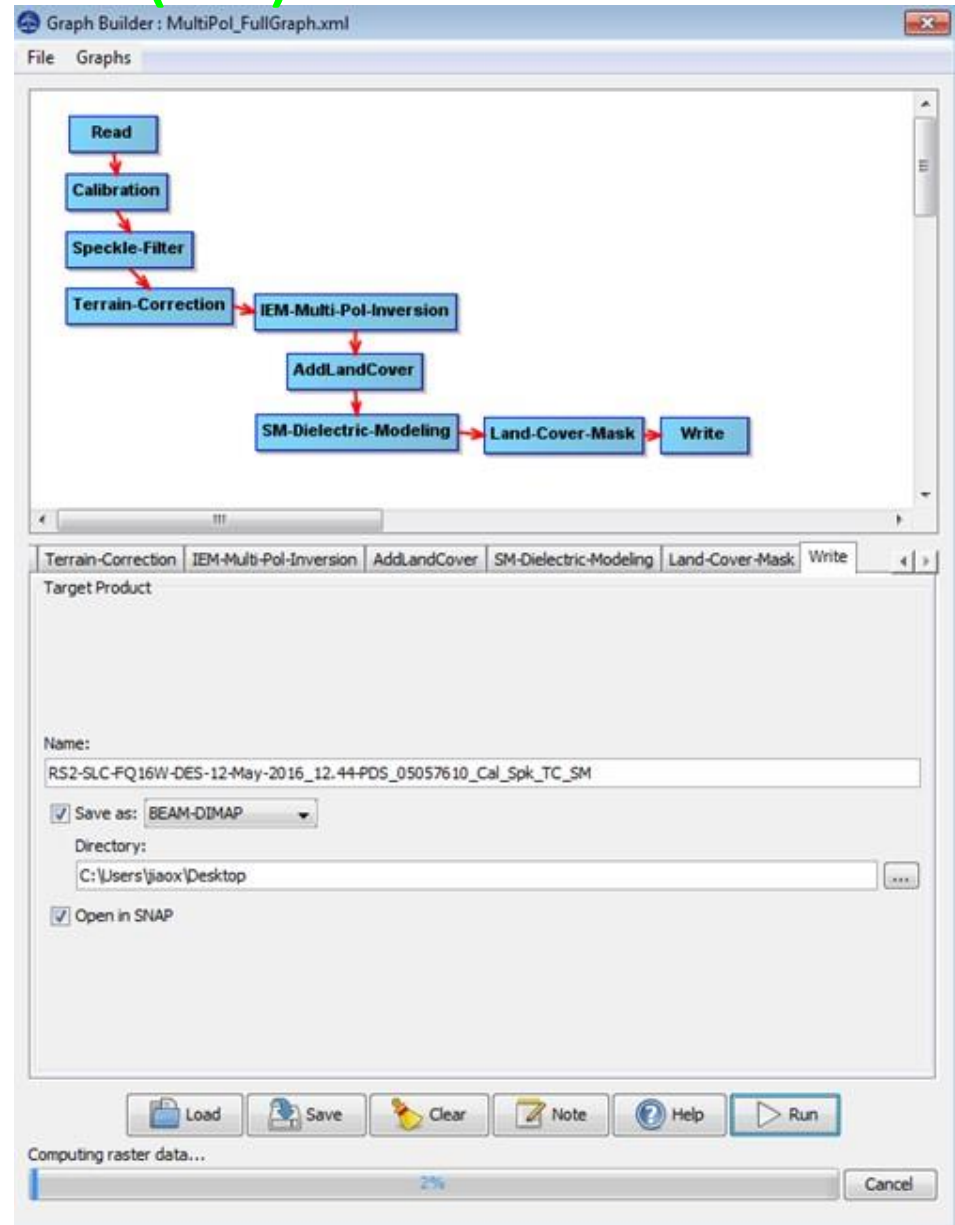 Graph Builder : MultiPol_FullGraph.xml
File Graphs
Read
Calibration
Speckle-Filter
Terrain-Correction
IEM-Multi-Pol-Inversion
AddLandCover
SM-Dielectric-Modeling
Land-Cover-Mask
Write
Terrain-Correction IEM-Multi-Pol-Inversion AddLandCover SM-Dielectric-Modeling Land-Cover-Mask Write
Target Product
Name:
RS2-SLC-FQ16W-DES-12-May-2016_12.44-PDS_05057610_Cal_Spk_TC_SM
Save as: BEAM-DIMAP
Directory:
C:\Users\jiaox\Desktop
...
Open in SNAP
Load Save Clear Note Help Run
Computing raster data...
2%
Cancel